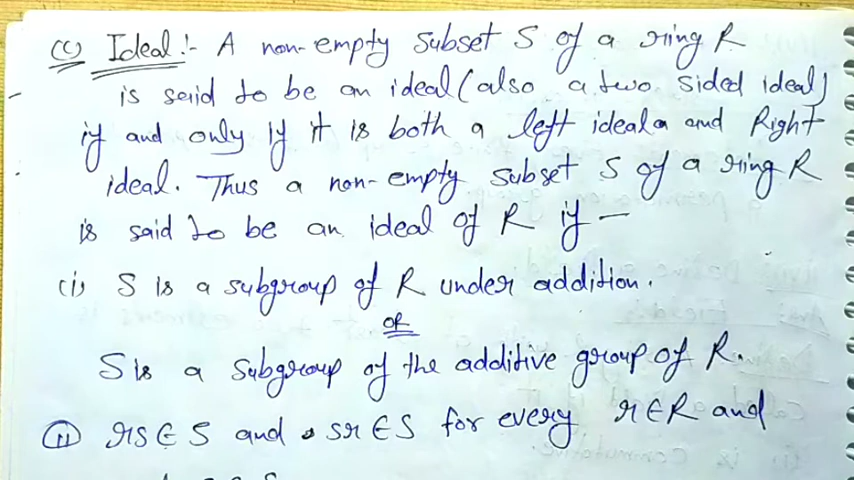 (c) Ideal :- A non-empty subset S of a ring R
is said to be an ideal (also a two sided ideal)
if and only if it is both a left ideal and Right
ideal. Thus a non-empty subset S of a ring R
is said to be an ideal of R if —
(i) S is a subgroup of R under addition.
OR
S is a subgroup of the additive group of R.
(ii) rs ∈ S and sr ∈ S for every r ∈ R and